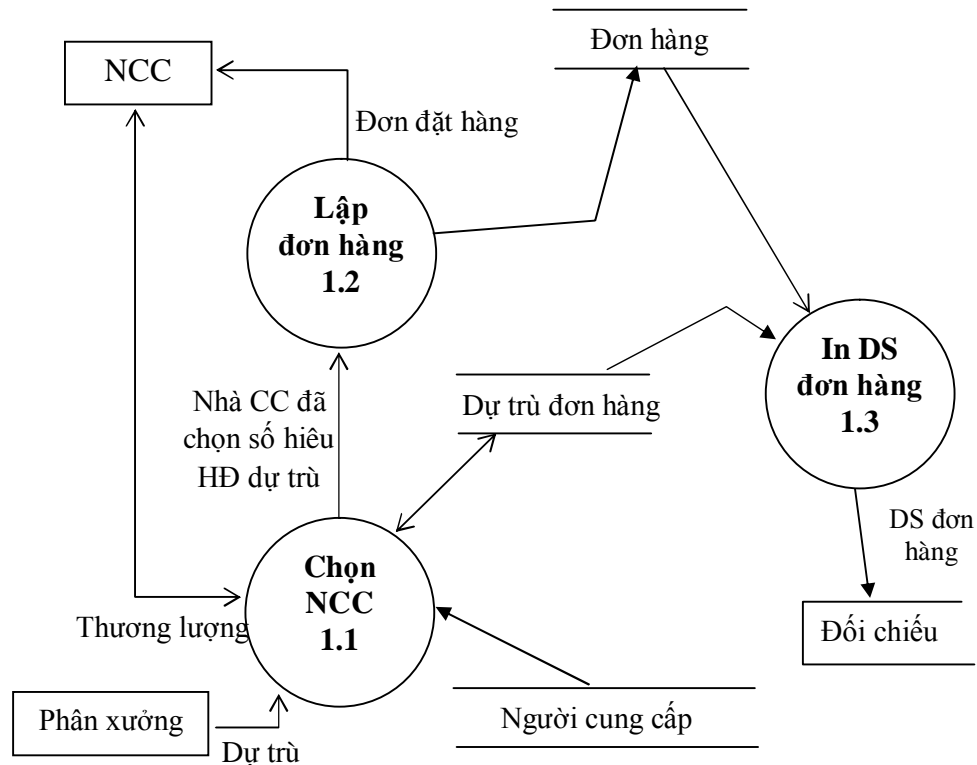 Đơn hàng
NCC
Đơn đặt hàng
Lập
đơn hàng
1.2
In DS
đơn hàng
1.3
Nhà CC đã
chọn số hiêu
HĐ dự trù
Dự trù đơn hàng
DS đơn
hàng
Chọn
NCC
1.1
Thương lượng
Đối chiếu
Phân xưởng
Dự trù
Người cung cấp